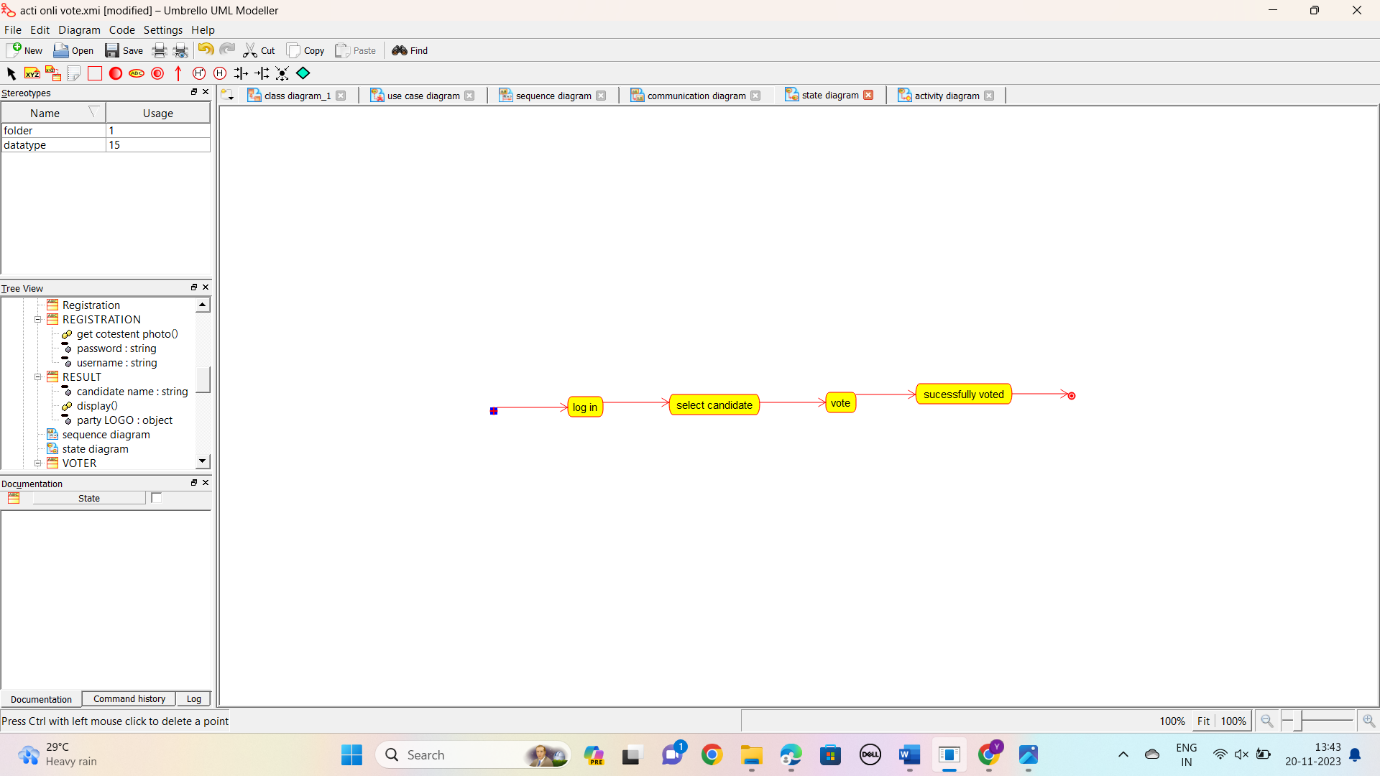 acti onli vote.xmi [modified] – Umbrello UML Modeller
File Edit Diagram Code Settings Help
New Open Save Cut Copy Paste Find
XYZ ABC H* H
Stereotypes
class diagram_1 use case diagram sequence diagram communication diagram state diagram activity diagram
Name Usage
folder 1
datatype 15
Tree View
Registration
REGISTRATION
get cotestent photo()
password : string
username : string
RESULT
candidate name : string
display()
party LOGO : object
sequence diagram
state diagram
VOTER
log in select candidate vote sucessfully voted
Documentation
State
Documentation Command history Log
Press Ctrl with left mouse click to delete a point
100% Fit 100%
29°C
Heavy rain
Search
PRE
1
DELL
W
Y
ENG
IN
13:43
20-11-2023